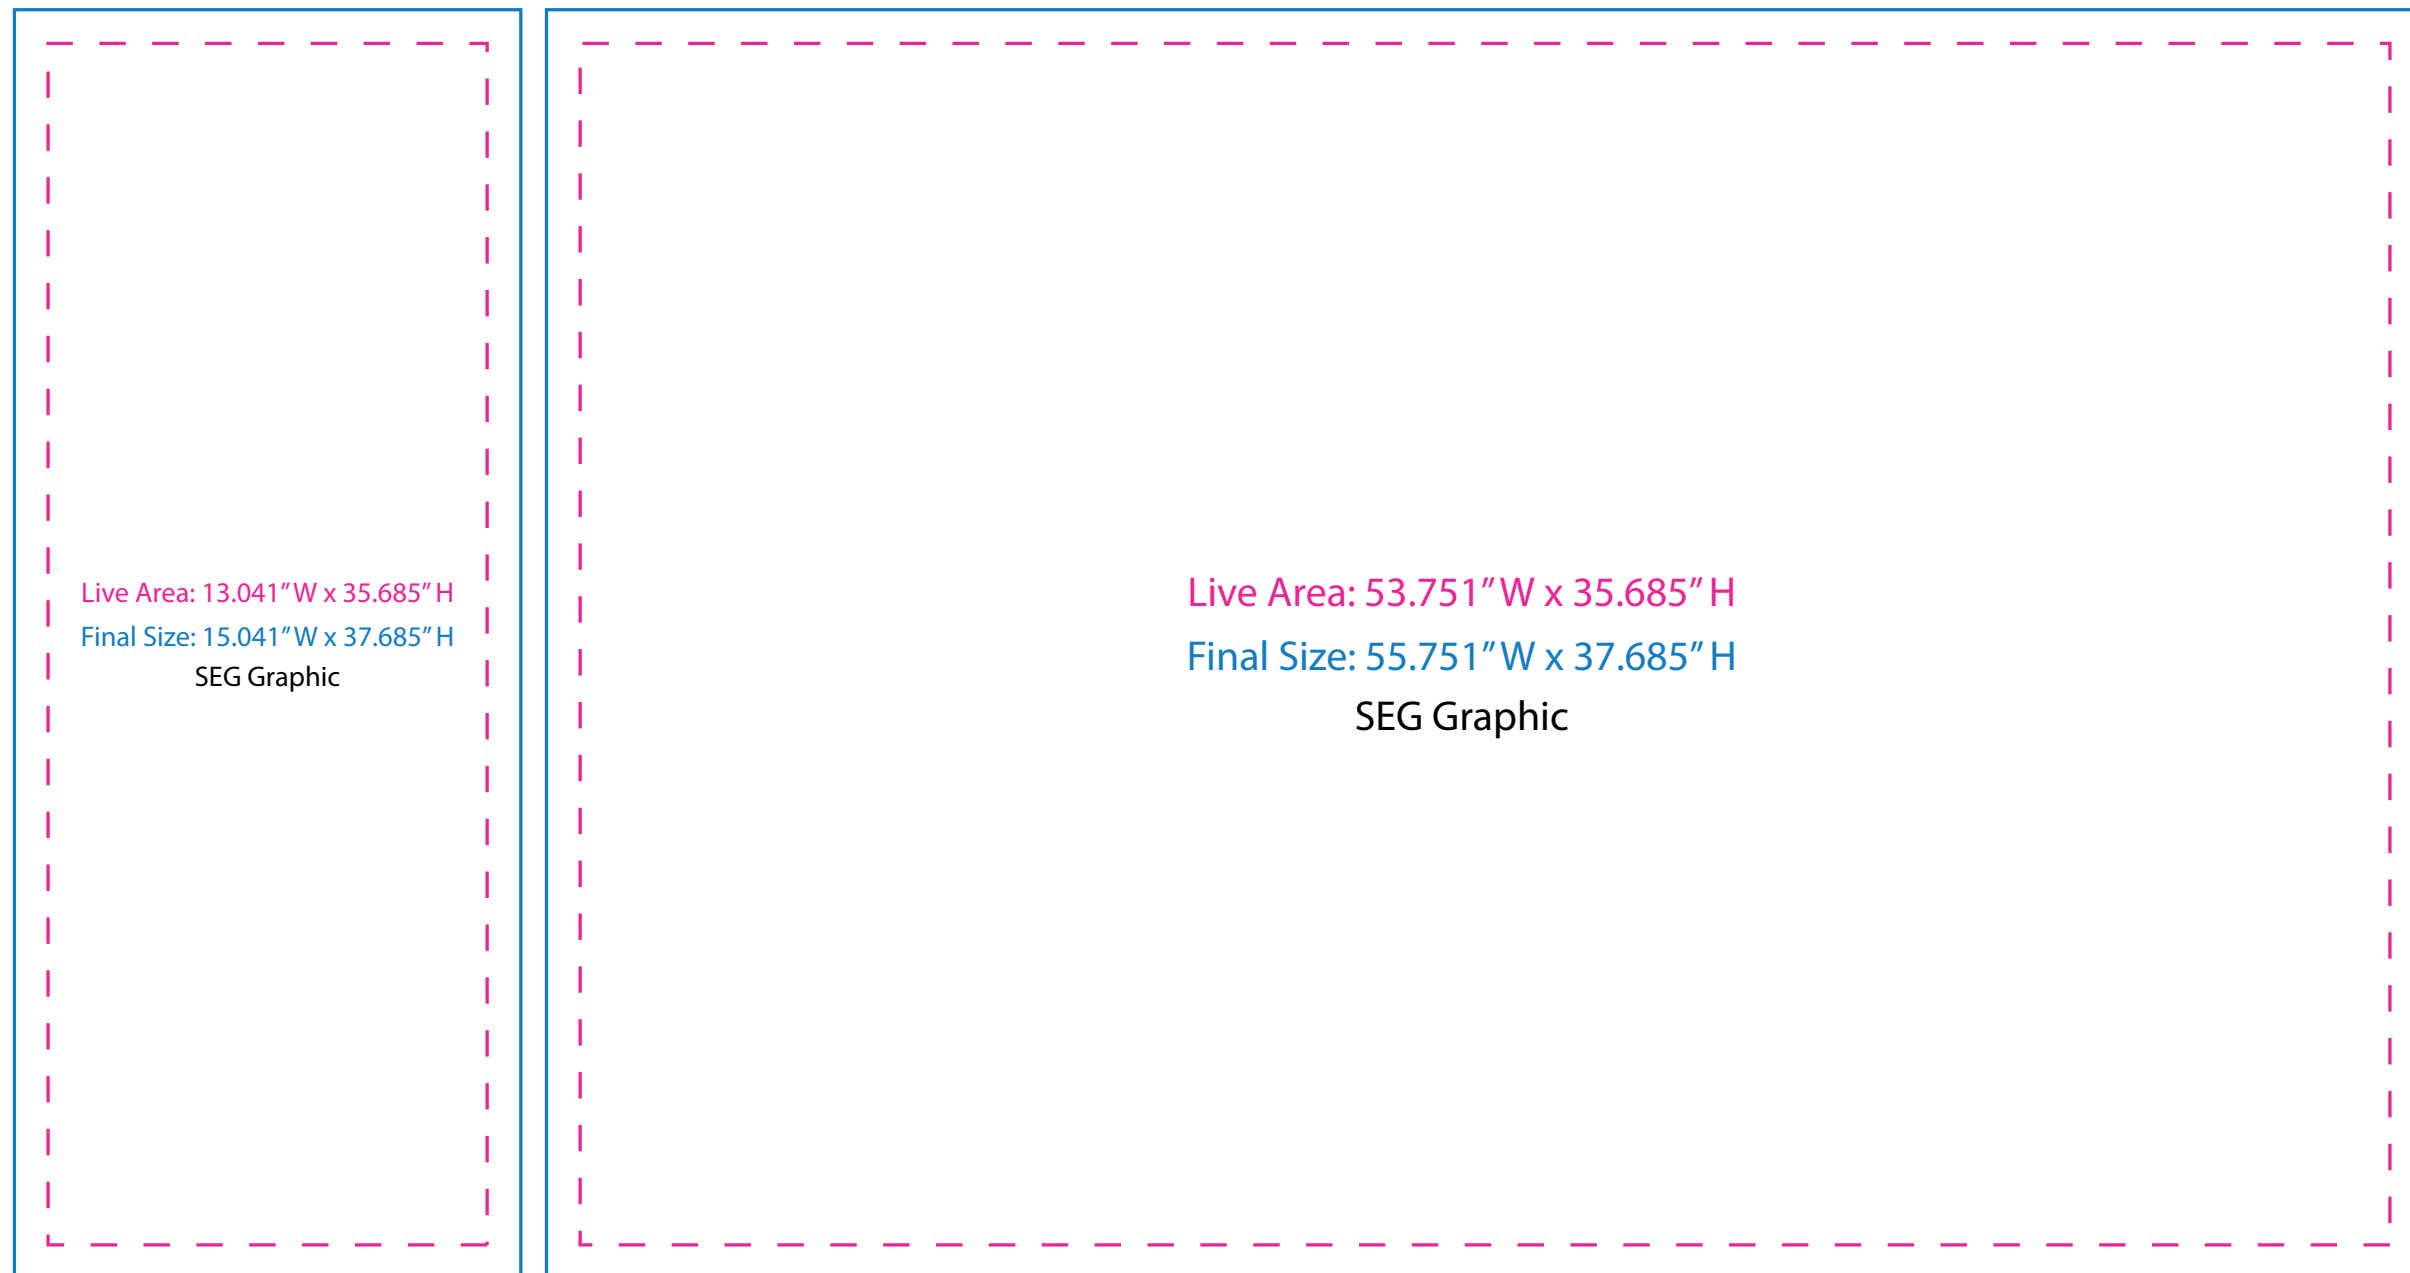 Live Area: 13.041” W x 35.685” H
Final Size: 15.041” W x 37.685” H
SEG Graphic
Live Area: 53.751” W x 35.685” H
Final Size: 55.751” W x 37.685” H
SEG Graphic